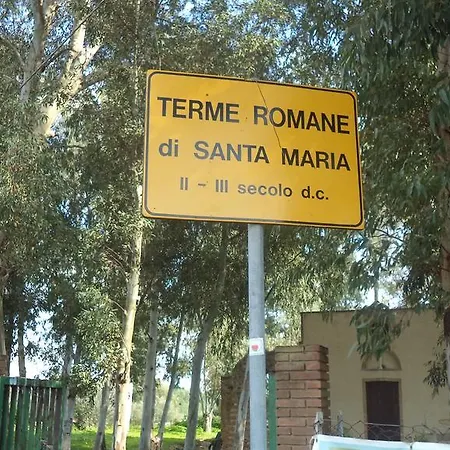 TERME ROMANE
di SANTA MARIA
II - III secolo d.c.